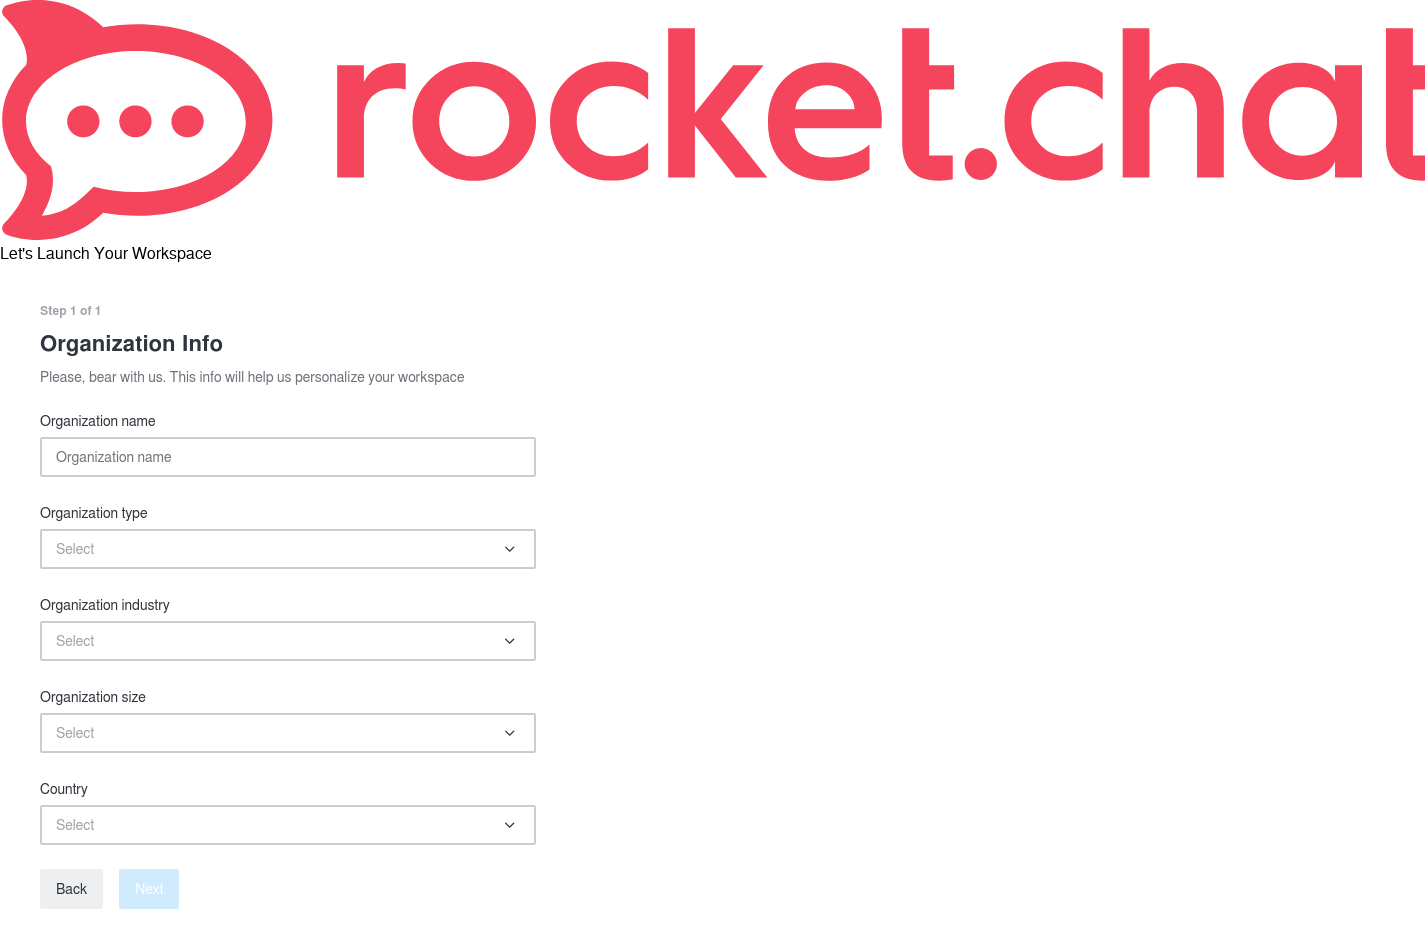 rocket.chat
Let's Launch Your Workspace
Step 1 of 1
Organization Info
Please, bear with us. This info will help us personalize your workspace
Organization name
Organization name
Organization type
Select
Organization industry
Select
Organization size
Select
Country
Select
Back Next